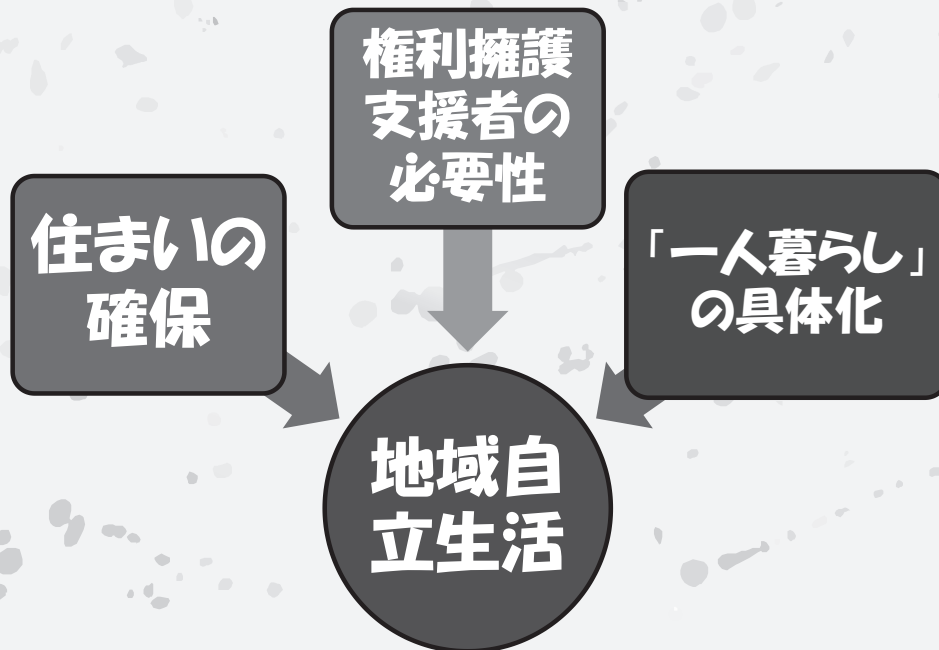 権利擁護
支援者の
必要性
住まいの
確保
「一人暮らし」
の具体化
地域自
立生活